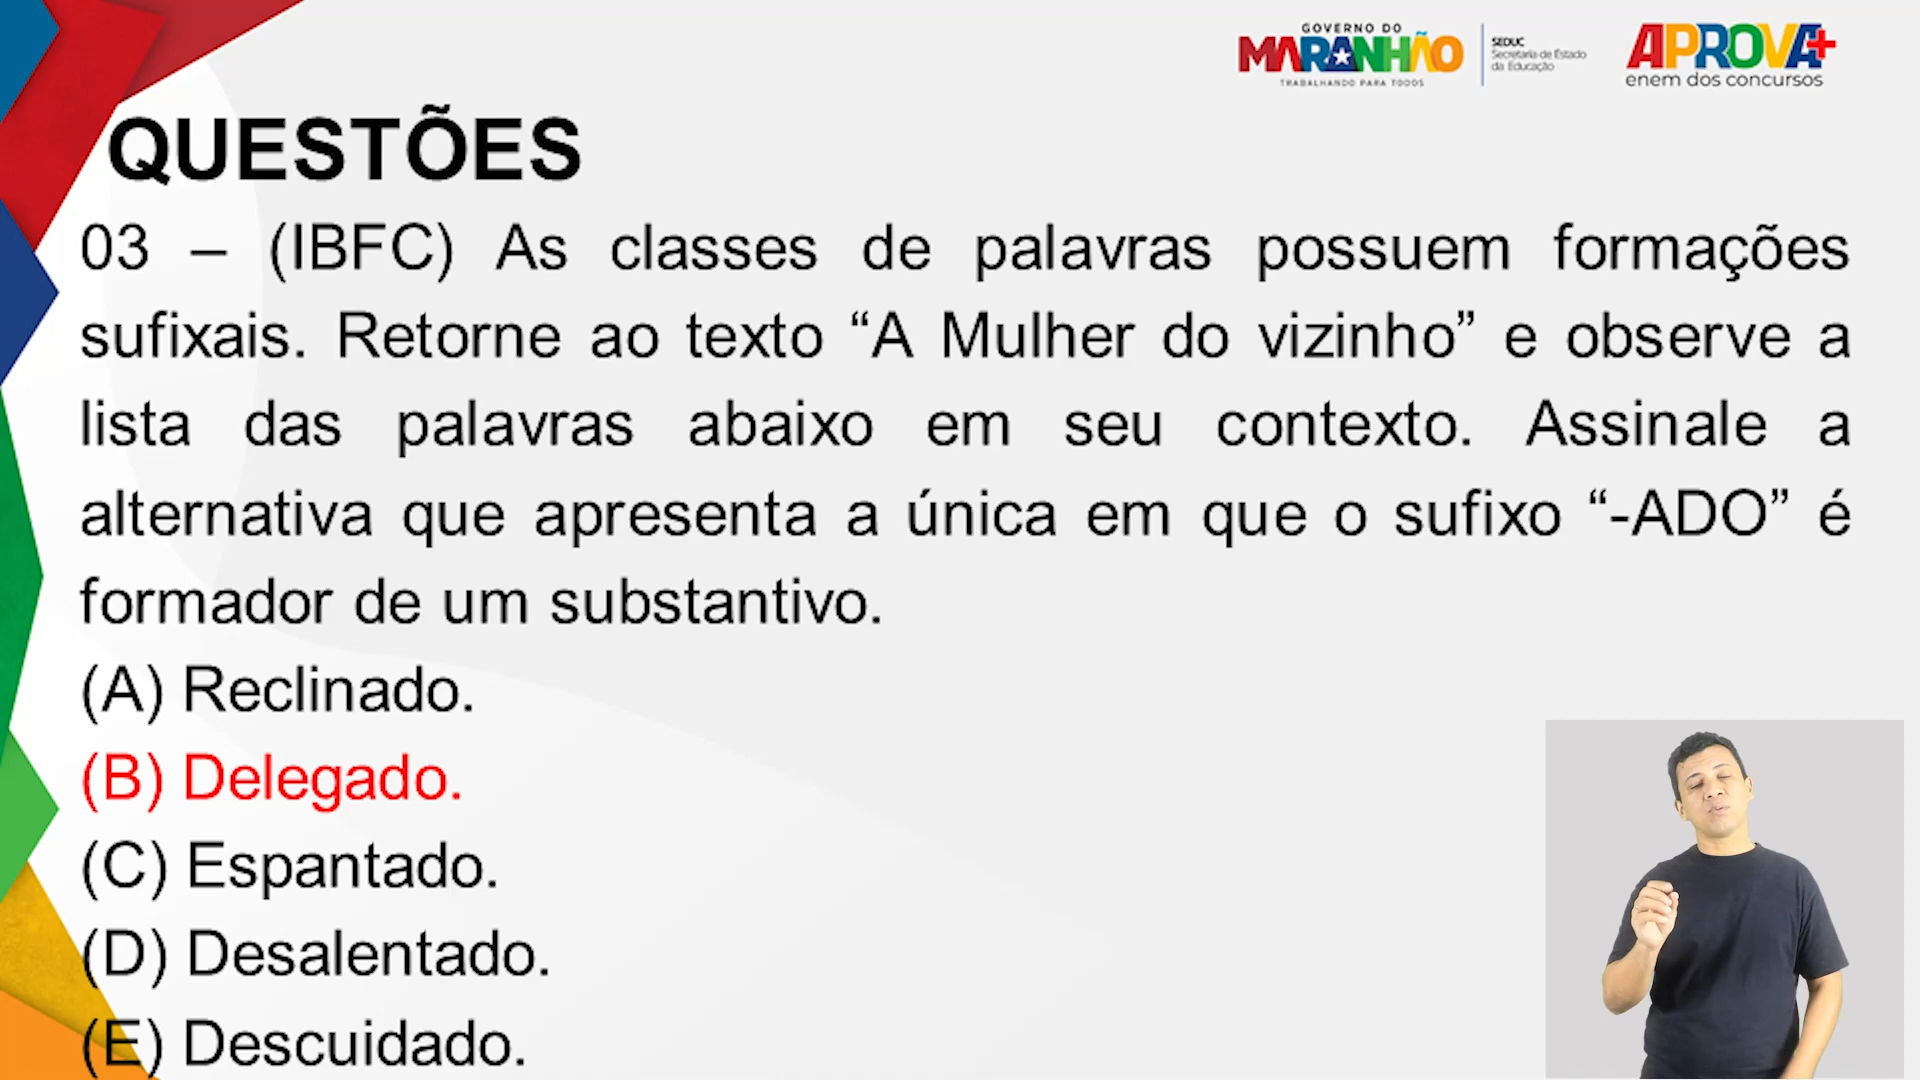 GOVERNO DO
MARANHÃO
TRABALHANDO PARA TODOS
SEDUC
Secretaria de Estado
da Educação
APROVA+
enem dos concursos
QUESTÕES
03 – (IBFC) As classes de palavras possuem formações
sufixais. Retorne ao texto “A Mulher do vizinho” e observe a
lista das palavras abaixo em seu contexto. Assinale a
alternativa que apresenta a única em que o sufixo “-ADO” é
formador de um substantivo.
(A) Reclinado.
(B) Delegado.
(C) Espantado.
(D) Desalentado.
(E) Descuidado.